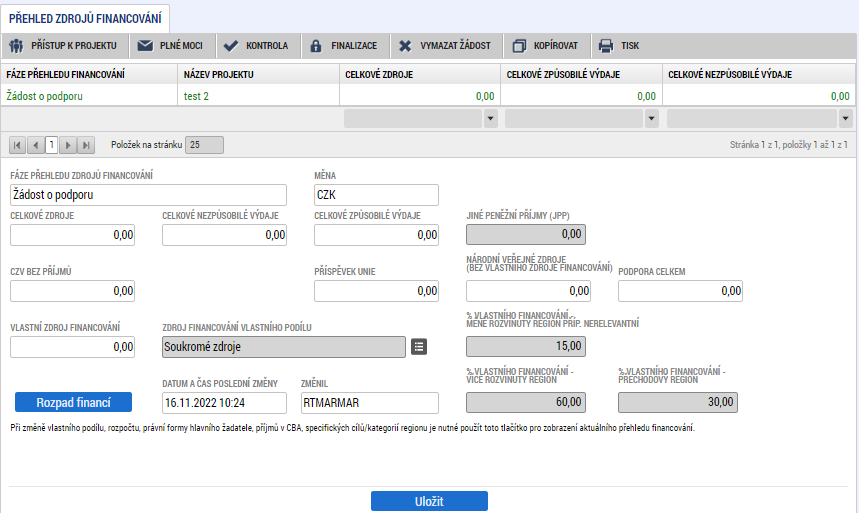 PŘEHLED ZDROJŮ FINANCOVÁNÍ
PŘÍSTUP K PROJEKTU PLNÉ MOCI KONTROLA FINALIZACE VYMAZAT ŽÁDOST KOPÍROVAT TISK
FÁZE PŘEHLEDU FINANCOVÁNÍ NÁZEV PROJEKTU CELKOVÉ ZDROJE CELKOVÉ ZPŮSOBILÉ VÝDAJE CELKOVÉ NEZPŮSOBILÉ VÝDAJE
Žádost o podporu test 2 0,00 0,00 0,00
1 Položek na stránku 25 Stránka 1 z 1, položky 1 až 1 z 1
FÁZE PŘEHLEDU ZDROJŮ FINANCOVÁNÍ MĚNA
Žádost o podporu CZK
CELKOVÉ ZDROJE CELKOVÉ NEZPŮSOBILÉ VÝDAJE CELKOVÉ ZPŮSOBILÉ VÝDAJE JINÉ PENĚŽNÍ PŘÍJMY (JPP)
0,00 0,00 0,00 0,00
NÁRODNÍ VEŘEJNÉ ZDROJE
CZV BEZ PŘÍJMŮ PŘÍSPĚVEK UNIE (BEZ VLASTNÍHO ZDROJE FINANCOVÁNÍ) PODPORA CELKEM
0,00 0,00 0,00 0,00
% VLASTNÍHO FINANCOVÁNÍ -
VLASTNÍ ZDROJ FINANCOVÁNÍ ZDROJ FINANCOVÁNÍ VLASTNÍHO PODÍLU MÉNĚ ROZVINUTÝ REGION PŘÍP. NERELEVANTNÍ
0,00 Soukromé zdroje 15,00
% VLASTNÍHO FINANCOVÁNÍ - % VLASTNÍHO FINANCOVÁNÍ -
DATUM A ČAS POSLEDNÍ ZMĚNY ZMĚNIL VÍCE ROZVINUTÝ REGION PŘECHODOVÝ REGION
Rozpad financí 16.11.2022 10:24 RTMARMAR 60,00 30,00
Při změně vlastního podílu, rozpočtu, právní formy hlavního žadatele, příjmů v CBA, specifických cílů/kategorií regionu je nutné použít toto tlačítko pro zobrazení aktuálního přehledu financování.
Uložit